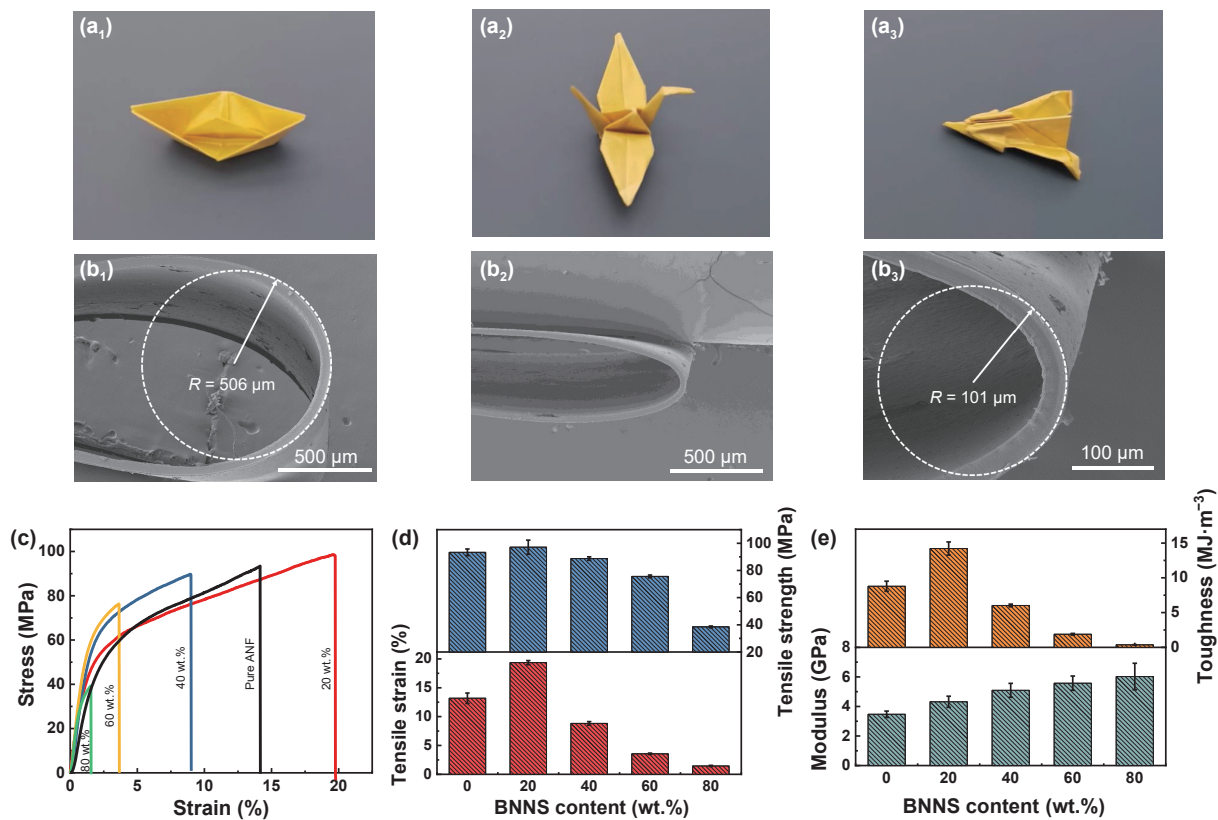 (a1)
(a2)
(a3)
(b1)
R = 506 µm
500 µm
(b2)
500 µm
(b3)
R = 101 µm
100 µm
(c)
Stress (MPa)
100
80
60
40
20
0
80 wt.%
60 wt.%
40 wt.%
Pure ANF
20 wt.%
0
5
10
15
20
Strain (%)
(d)
Tensile strength (MPa)
100
80
60
40
20
Tensile strain (%)
20
15
10
5
0
0
20
40
60
80
BNNS content (wt.%)
(e)
Toughness (MJ·m−3)
15
10
5
0
Modulus (GPa)
8
6
4
2
0
0
20
40
60
80
BNNS content (wt.%)